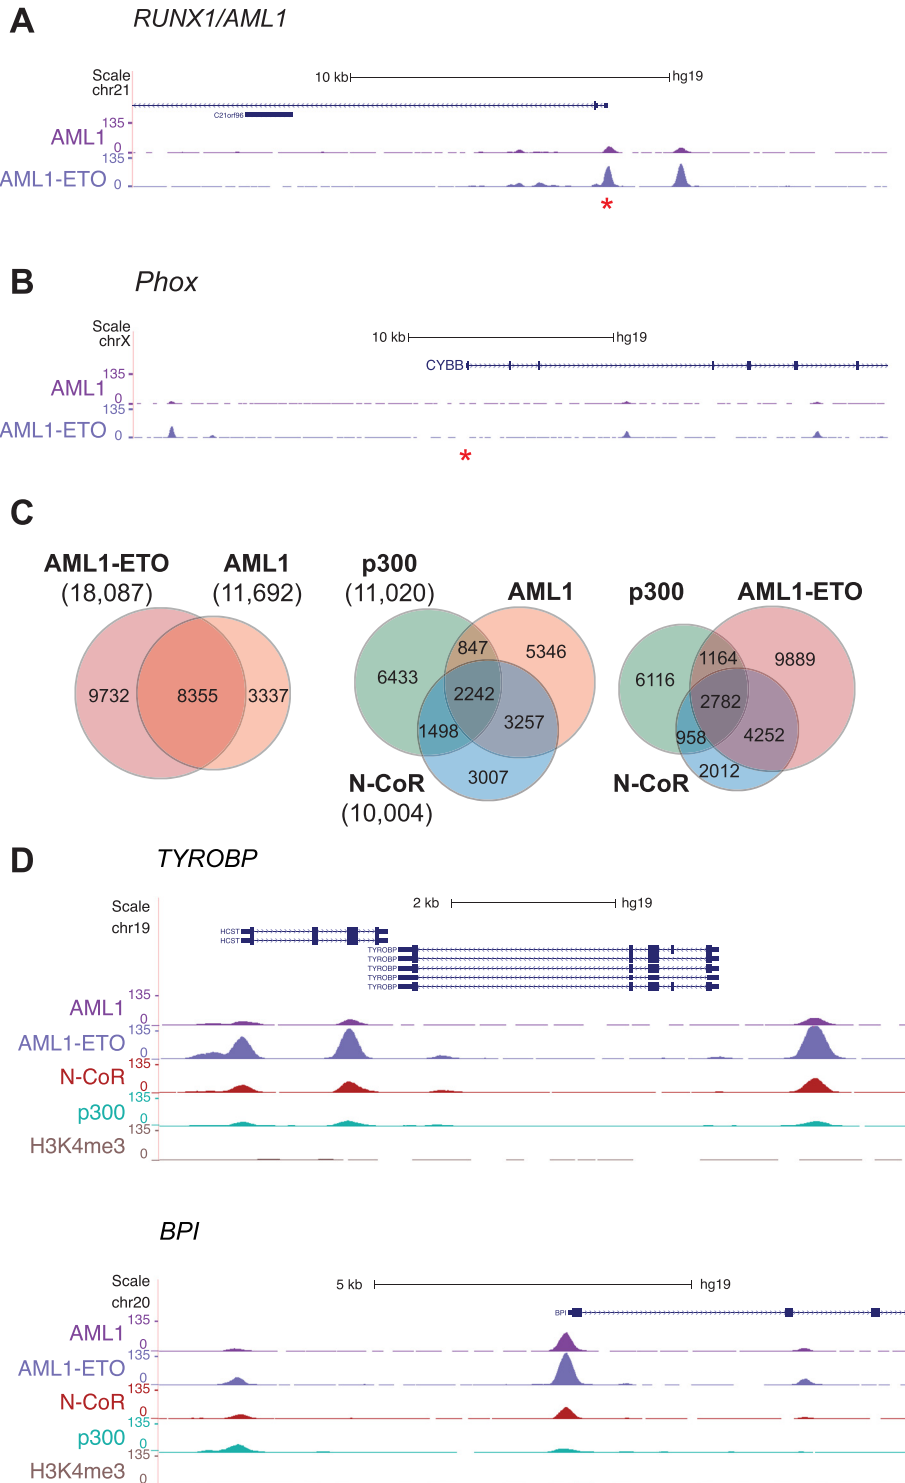 A
RUNX1/AML1
Scale
10 kb
hg19
chr21
C21orf96
135
AML1
0
135
AML1-ETO
0
*
B
Phox
Scale
10 kb
hg19
chrX
CYBB
135
AML1
0
135
AML1-ETO
0
*
C
AML1-ETO
AML1
p300
(18,087)
(11,692)
(11,020)
AML1
p300
AML1-ETO
9732
8355
3337
6433
847
5346
2242
1498
3257
3007
N-CoR
(10,004)
6116
1164
9889
2782
958
4252
2012
N-CoR
D
TYROBP
Scale
2 kb
hg19
chr19
HCST
HCST
TYROBP
TYROBP
TYROBP
TYROBP
TYROBP
135
AML1
0
135
AML1-ETO
0
135
N-CoR
0
135
p300
0
135
H3K4me3
0
BPI
Scale
5 kb
hg19
chr20
BPI
135
AML1
0
135
AML1-ETO
0
135
N-CoR
0
135
p300
0
135
H3K4me3
0